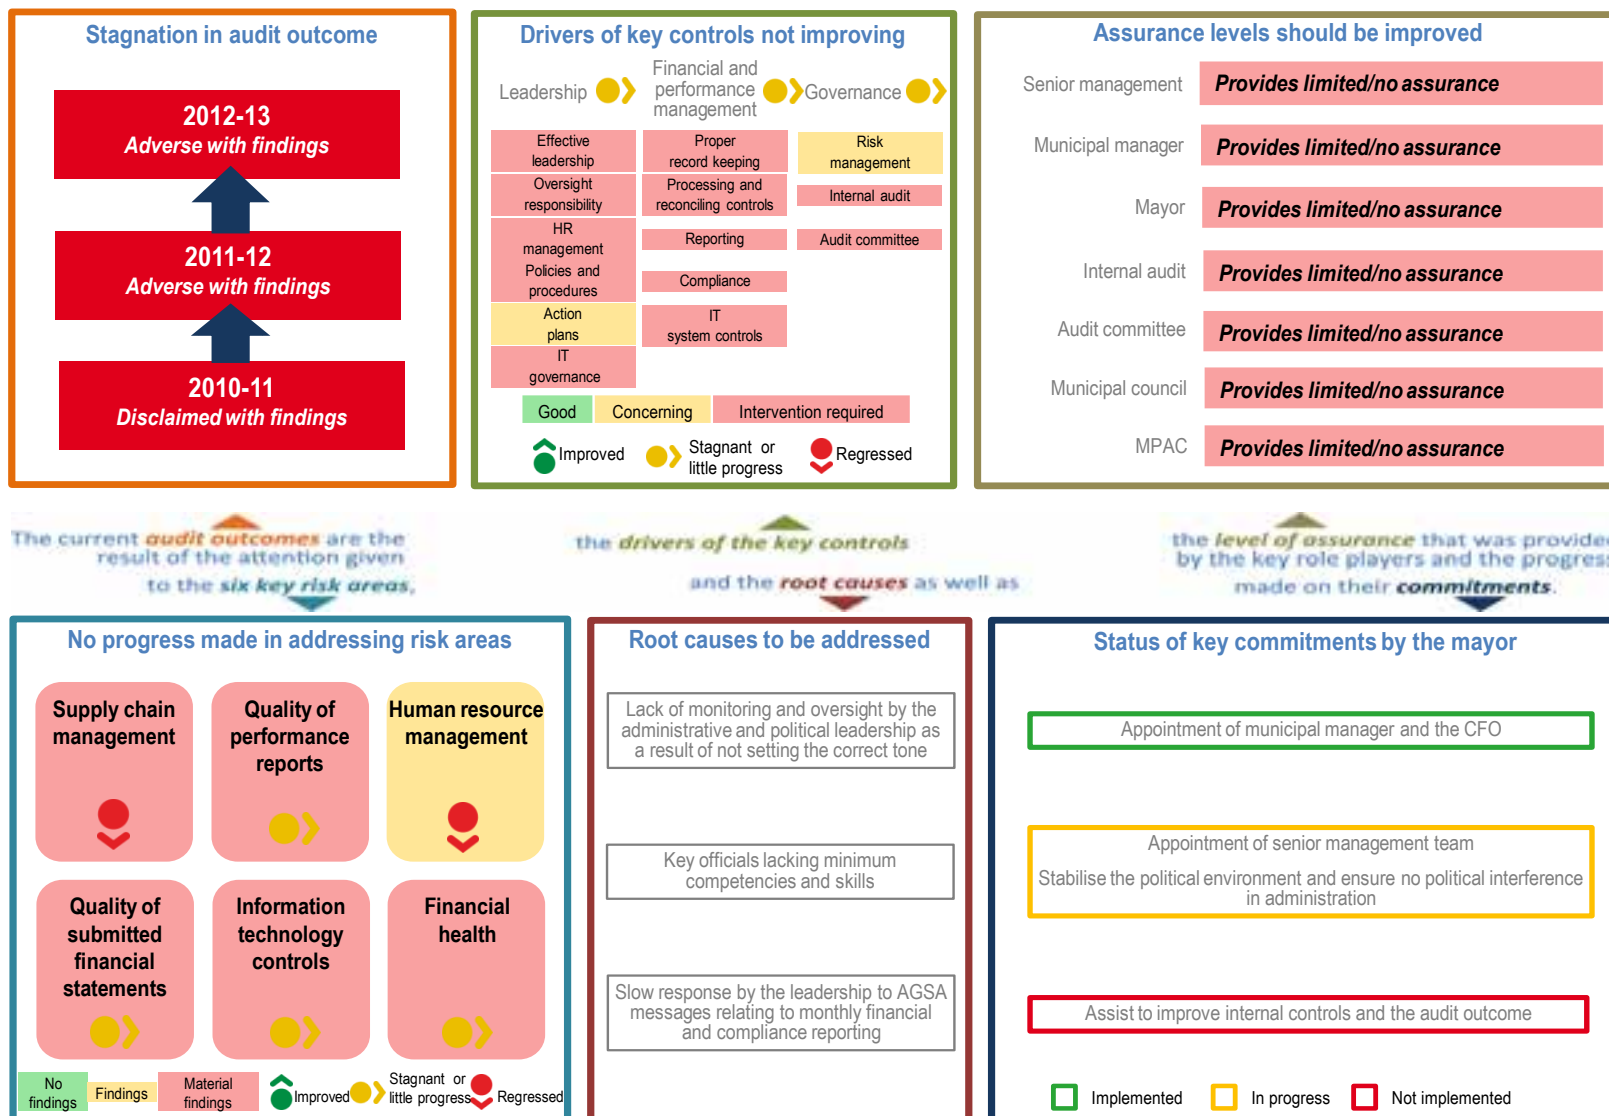 Stagnation in audit outcome
2012-13
Adverse with findings
2011-12
Adverse with findings
2010-11
Disclaimed with findings
Drivers of key controls not improving
Leadership
Financial and
performance
management
Governance
Effective
leadership
Oversight
responsibility
HR
management
Policies and
procedures
Action
plans
IT
governance
Proper
record keeping
Processing and
reconciling controls
Reporting
Compliance
IT
system controls
Risk
management
Internal audit
Audit committee
Good
Concerning
Intervention required
Improved
Stagnant or
little progress
Regressed
Assurance levels should be improved
Senior management
Provides limited/no assurance
Municipal manager
Provides limited/no assurance
Mayor
Provides limited/no assurance
Internal audit
Provides limited/no assurance
Audit committee
Provides limited/no assurance
Municipal council
Provides limited/no assurance
MPAC
Provides limited/no assurance
The current audit outcomes are the
result of the attention given
to the six key risk areas,
the drivers of the key controls
and the root causes as well as
the level of assurance that was provided
by the key role players and the progress
made on their commitments.
No progress made in addressing risk areas
Supply chain
management
Quality of
performance
reports
Human resource
management
Quality of
submitted
financial
statements
Information
technology
controls
Financial
health
No
findings
Findings
Material
findings
Improved
Stagnant or
little progress
Regressed
Root causes to be addressed
Lack of monitoring and oversight by the
administrative and political leadership as
a result of not setting the correct tone
Key officials lacking minimum
competencies and skills
Slow response by the leadership to AGSA
messages relating to monthly financial
and compliance reporting
Status of key commitments by the mayor
Appointment of municipal manager and the CFO
Appointment of senior management team
Stabilise the political environment and ensure no political interference
in administration
Assist to improve internal controls and the audit outcome
Implemented
In progress
Not implemented